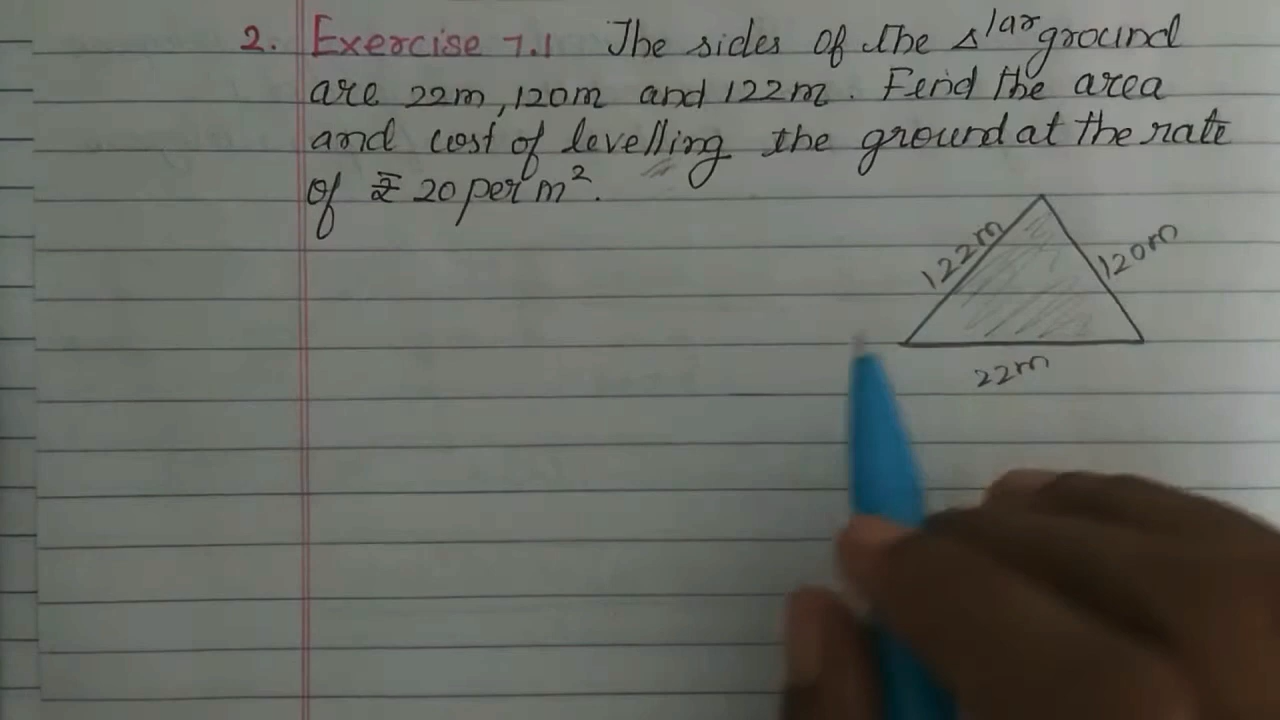 2. Exercise 7.1 The sides of the Δlar ground
are 22m, 120m and 122m. Find the area
and cost of levelling the ground at the rate
of ₹ 20 per m².
122m
120m
22m